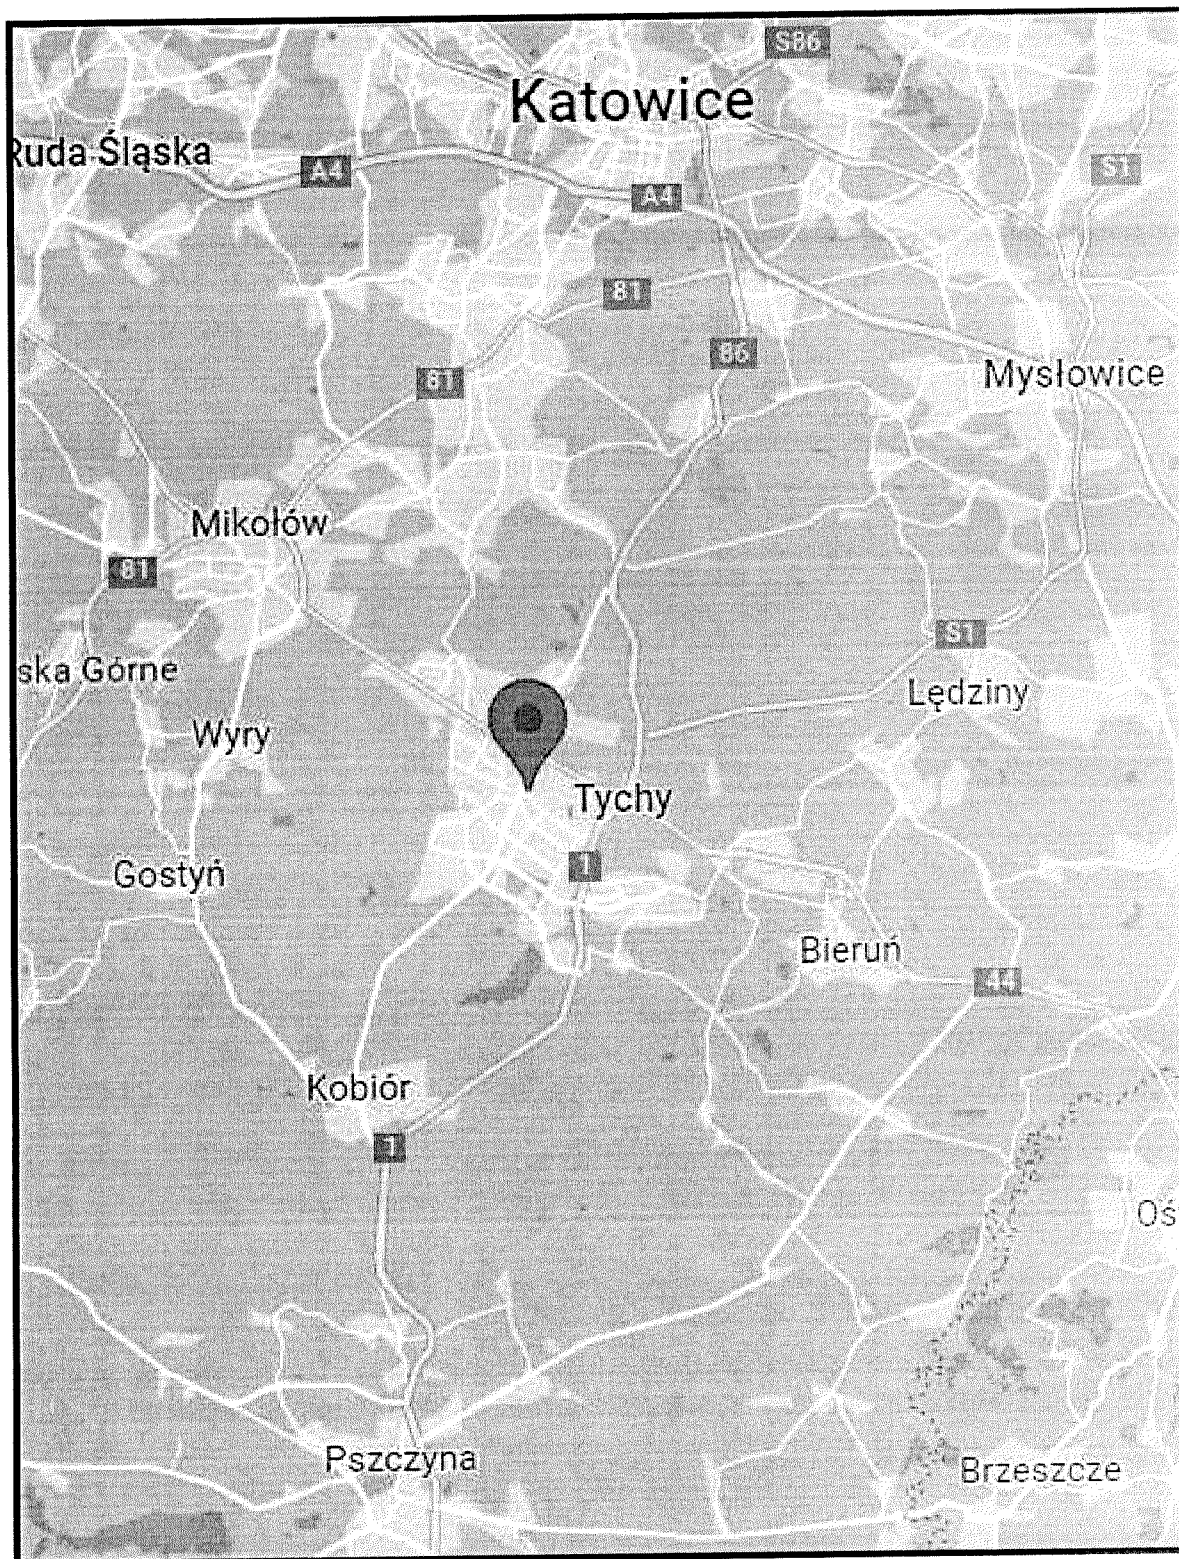 S86
Katowice
Ruda Śląska
A4
S1
A4
81
86
81
Mysłowice
Mikołów
81
S1
ska Górne
Lędziny
Wyry
Tychy
1
Gostyń
Bieruń
44
Kobiór
1
Oś
Pszczyna
Brzeszcze